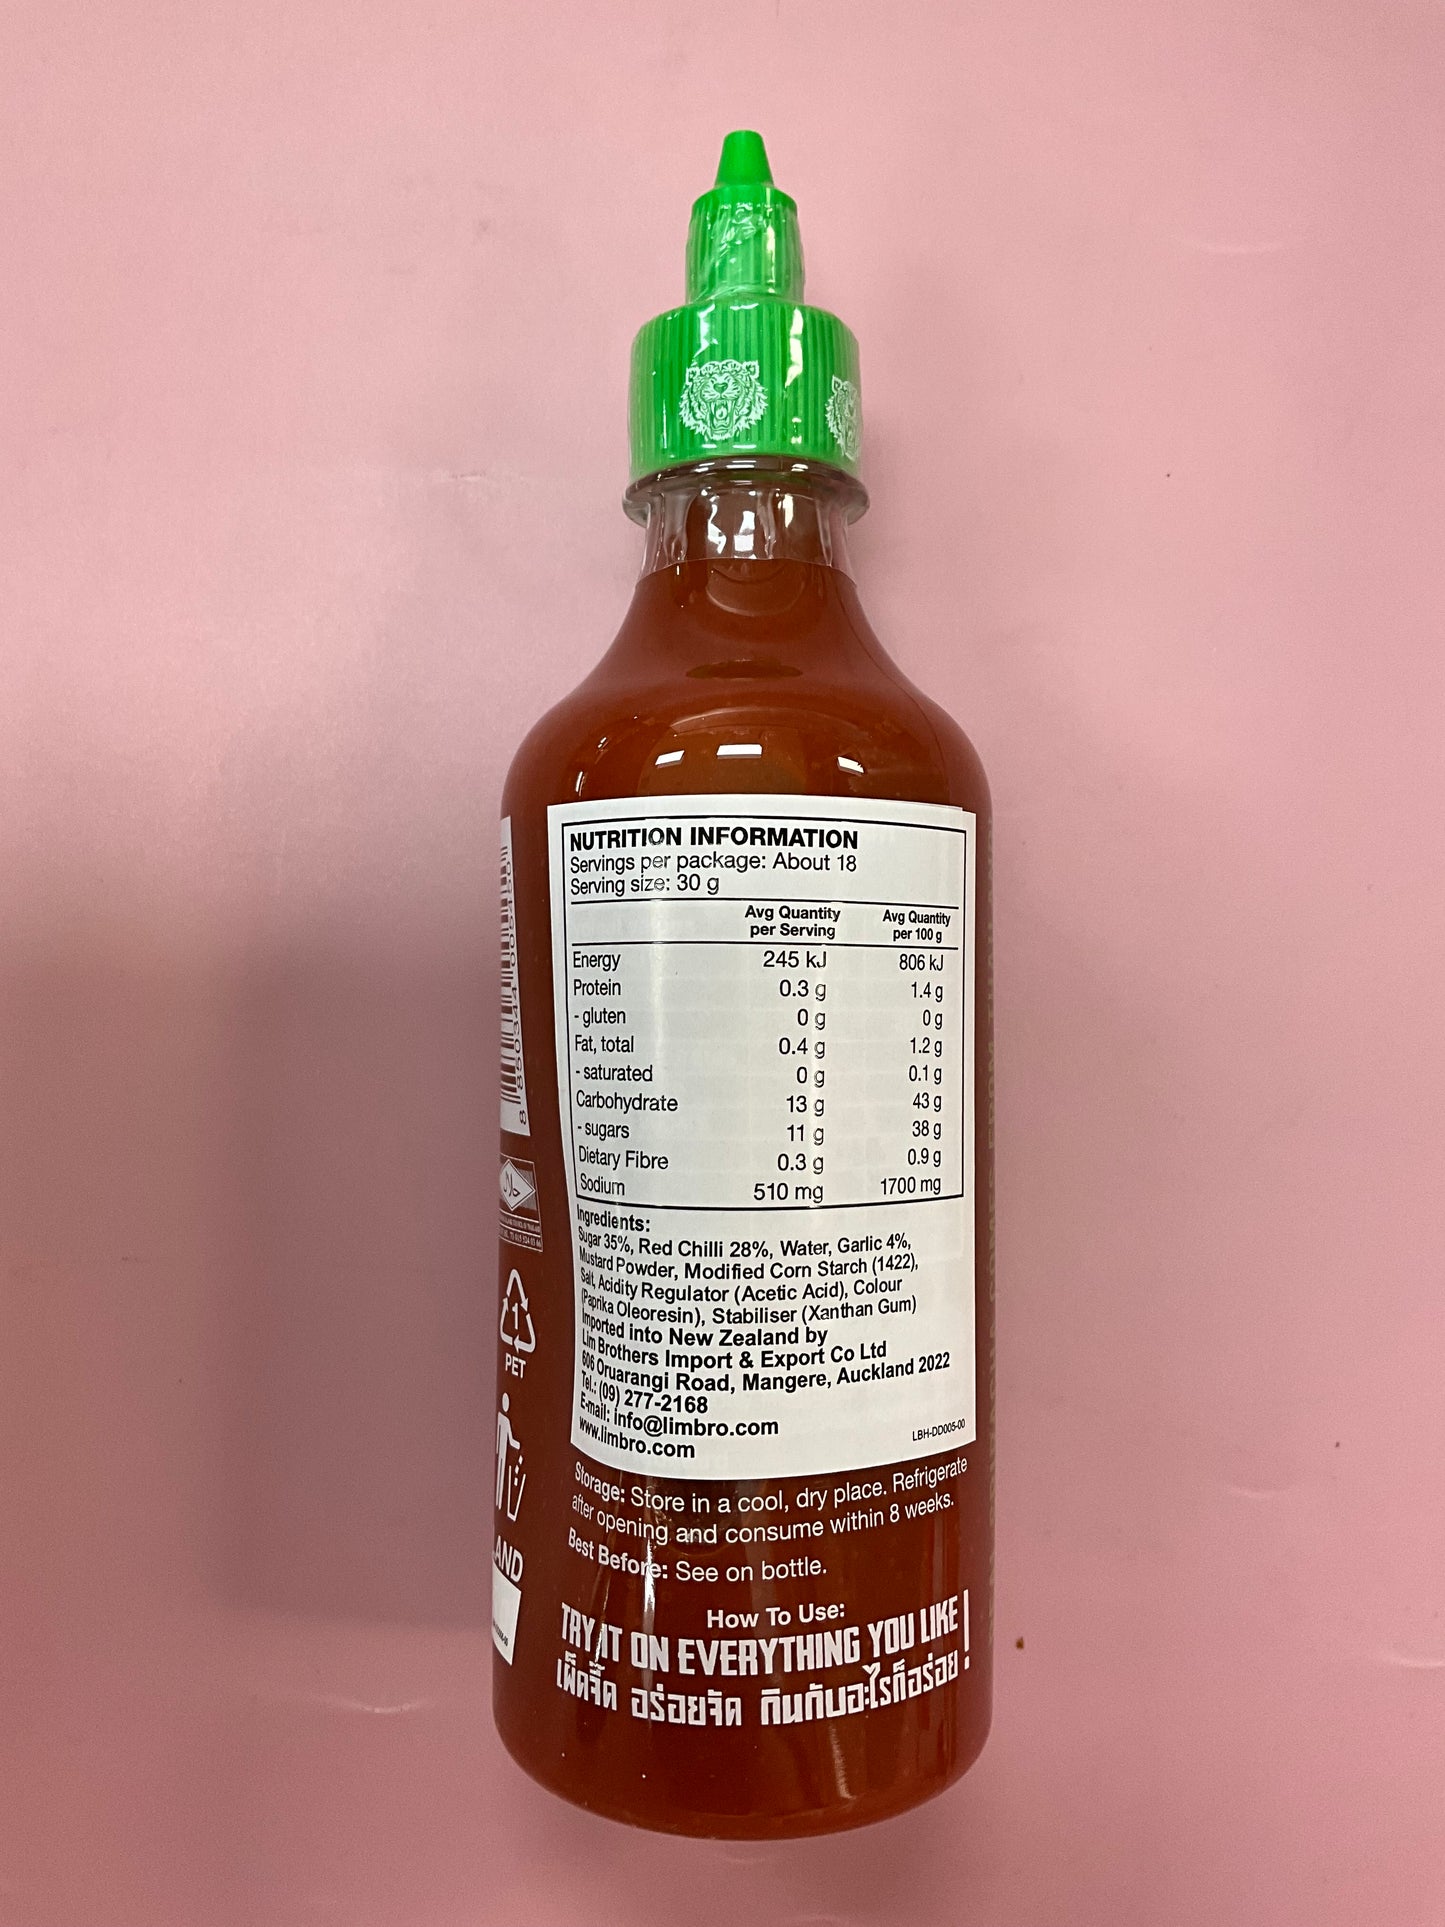 NUTRITION INFORMATION
Servings per package: About 18
Serving size: 30 g
Avg Quantity per Serving Avg Quantity per 100 g
Energy 245 kJ 806 kJ
Protein 0.3 g 1.4 g
- gluten 0 g 0 g
Fat, total 0.4 g 1.2 g
- saturated 0 g 0.1 g
Carbohydrate 13 g 43 g
- sugars 11 g 38 g
Dietary Fibre 0.3 g 0.9 g
Sodium 510 mg 1700 mg
Ingredients:
Sugar 35%, Red Chilli 28%, Water, Garlic 4%,
Mustard Powder, Modified Corn Starch (1422),
Salt, Acidity Regulator (Acetic Acid), Colour
(Paprika Oleoresin), Stabiliser (Xanthan Gum)
Imported into New Zealand by
Lim Brothers Import & Export Co Ltd
606 Oruarangi Road, Mangere, Auckland 2022
Tel.: (09) 277-2168
E-mail: info@limbro.com
www.limbro.com
LBH-DD005-00
Storage: Store in a cool, dry place. Refrigerate
after opening and consume within 8 weeks.
Best Before: See on bottle.
How To Use:
TRY IT ON EVERYTHING YOU LIKE!
เผ็ดจี๊ด อร่อยจัด กินกับอะไรก็อร่อย!
8 850344 005450
1
PET